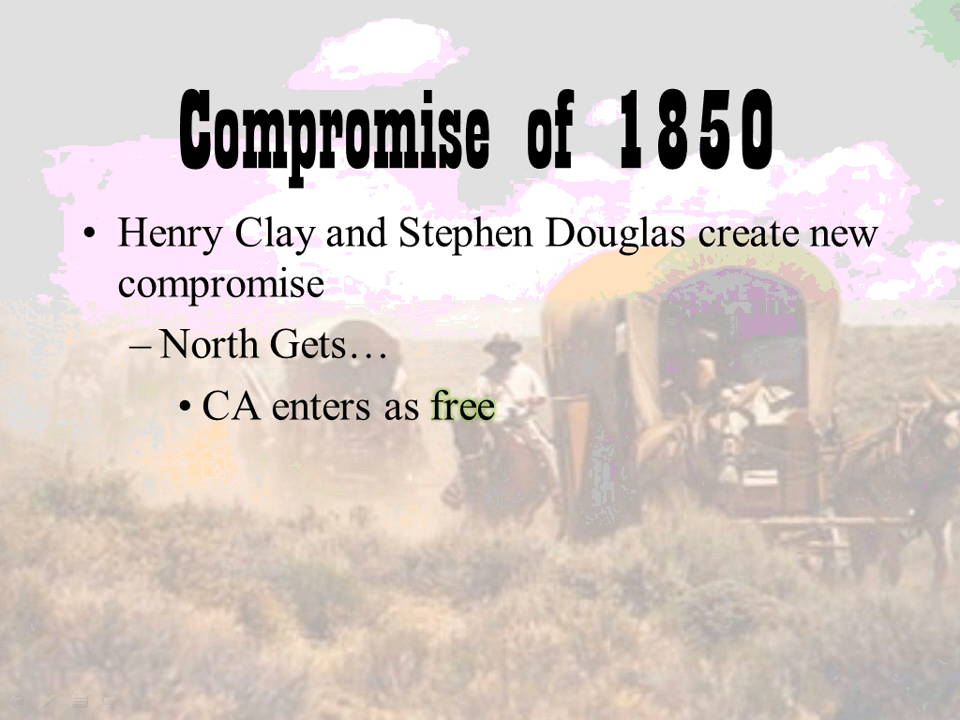 Compromise of 1850
• Henry Clay and Stephen Douglas create new
compromise
– North Gets…
• CA enters as free